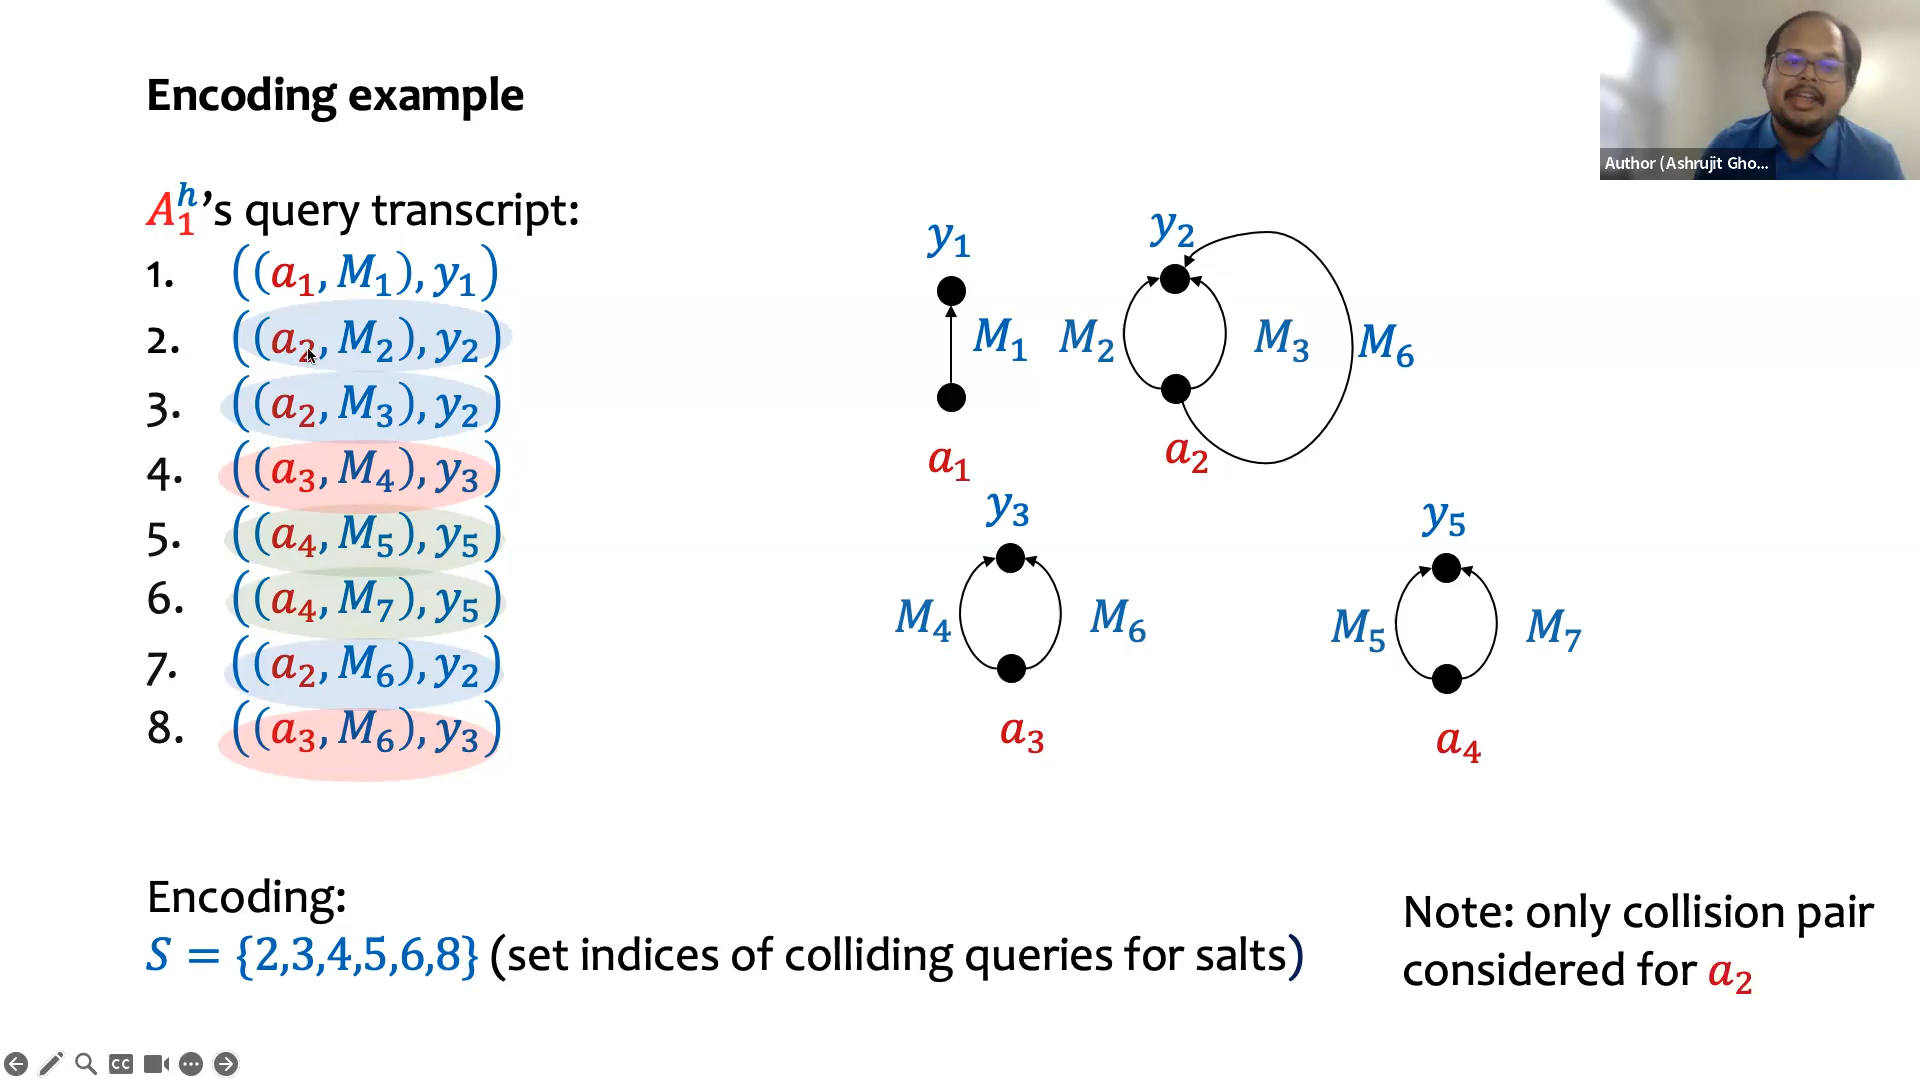 Encoding example
Author (Ashrujit Gho...
A₁ʰ's query transcript:
1. ((a₁, M₁), y₁)
2. ((a₂, M₂), y₂)
3. ((a₂, M₃), y₂)
4. ((a₃, M₄), y₃)
5. ((a₄, M₅), y₅)
6. ((a₄, M₇), y₅)
7. ((a₂, M₆), y₂)
8. ((a₃, M₆), y₃)
y₁
M₁
a₁
y₂
M₂
M₃
M₆
a₂
y₃
M₄
M₆
a₃
y₅
M₅
M₇
a₄
Encoding:
S = {2,3,4,5,6,8} (set indices of colliding queries for salts)
Note: only collision pair
considered for a₂
CC